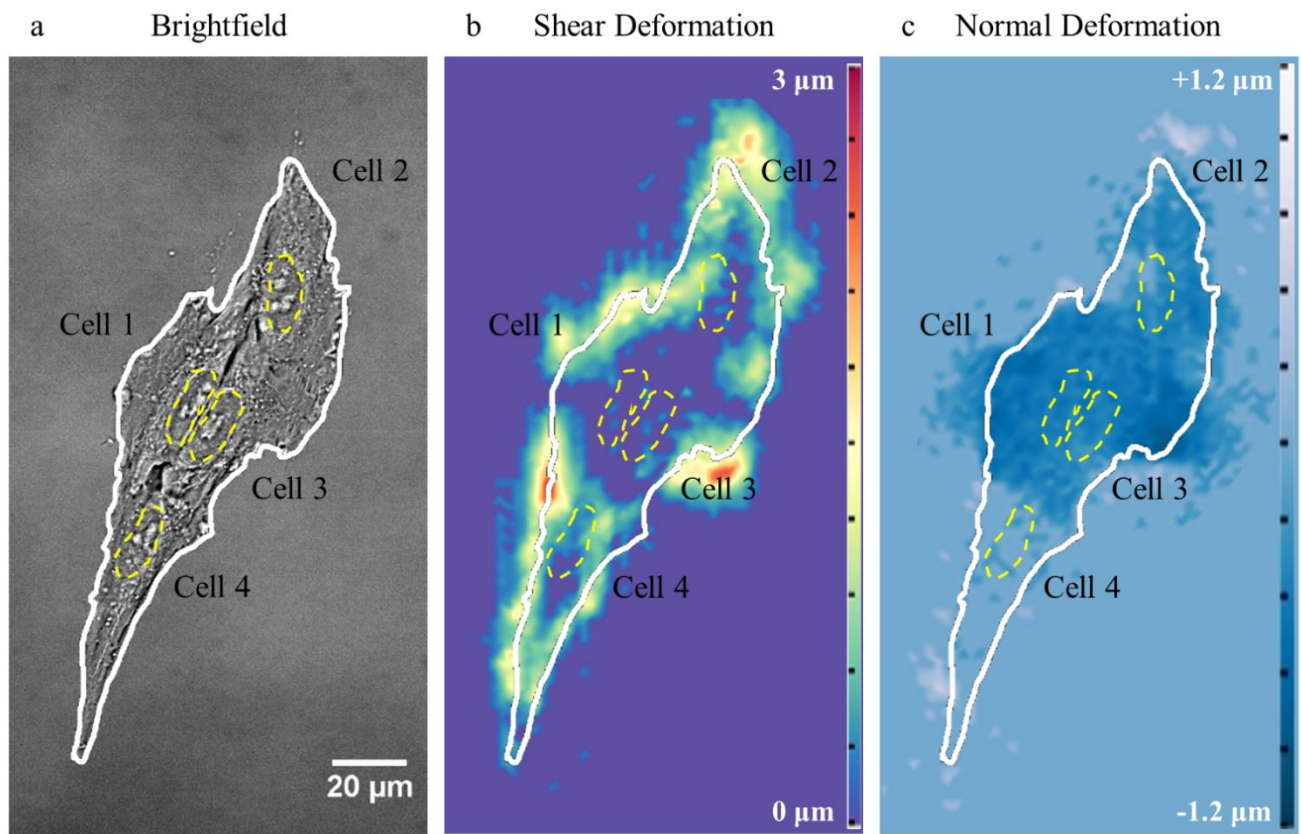 a Brightfield
b Shear Deformation
c Normal Deformation
Cell 2
Cell 1
Cell 3
Cell 4
20 µm
3 µm
Cell 2
Cell 1
Cell 3
Cell 4
0 µm
+1.2 µm
Cell 2
Cell 1
Cell 3
Cell 4
-1.2 µm